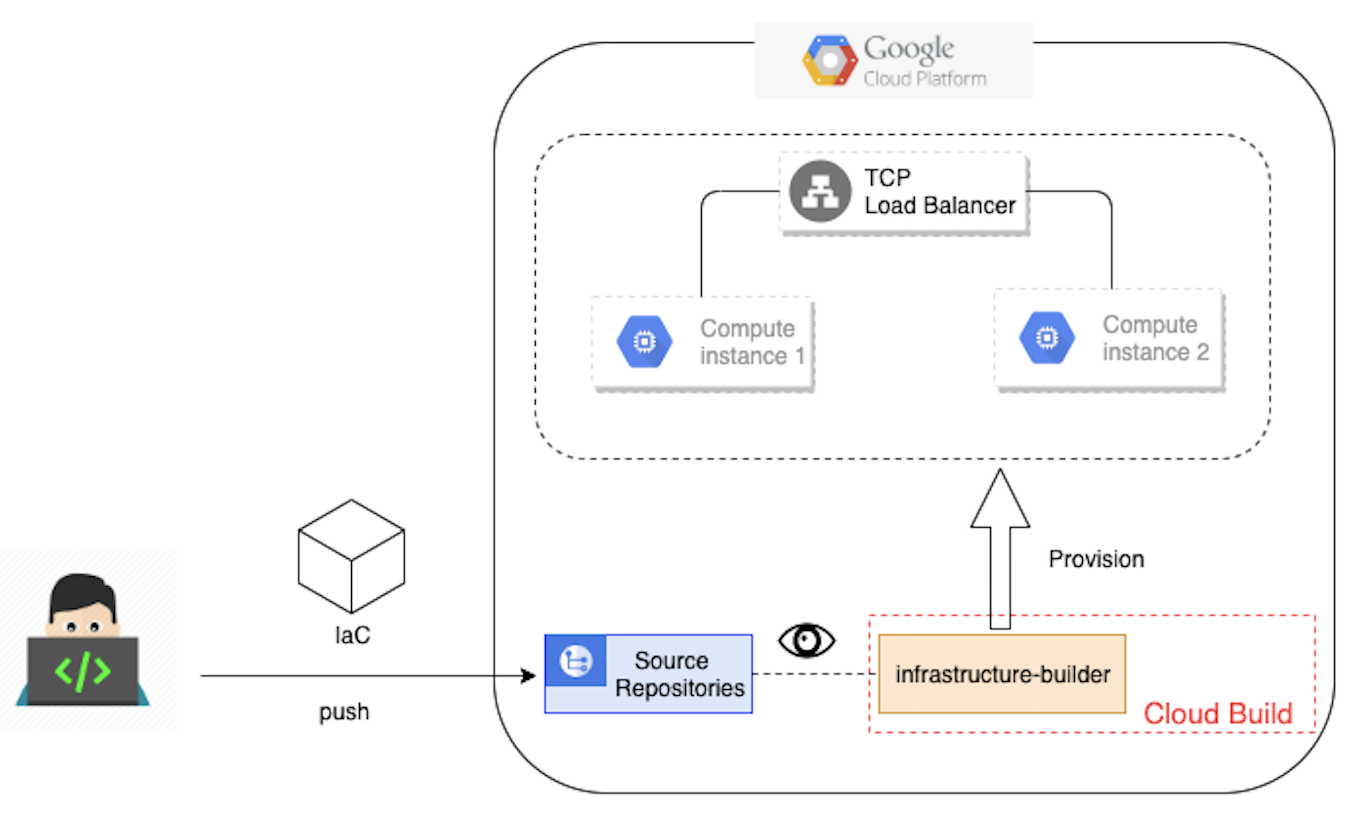 Google
Cloud Platform
TCP
Load Balancer
Compute
instance 1
Compute
instance 2
Provision
IaC
push
</>
Source
Repositories
infrastructure-builder
Cloud Build